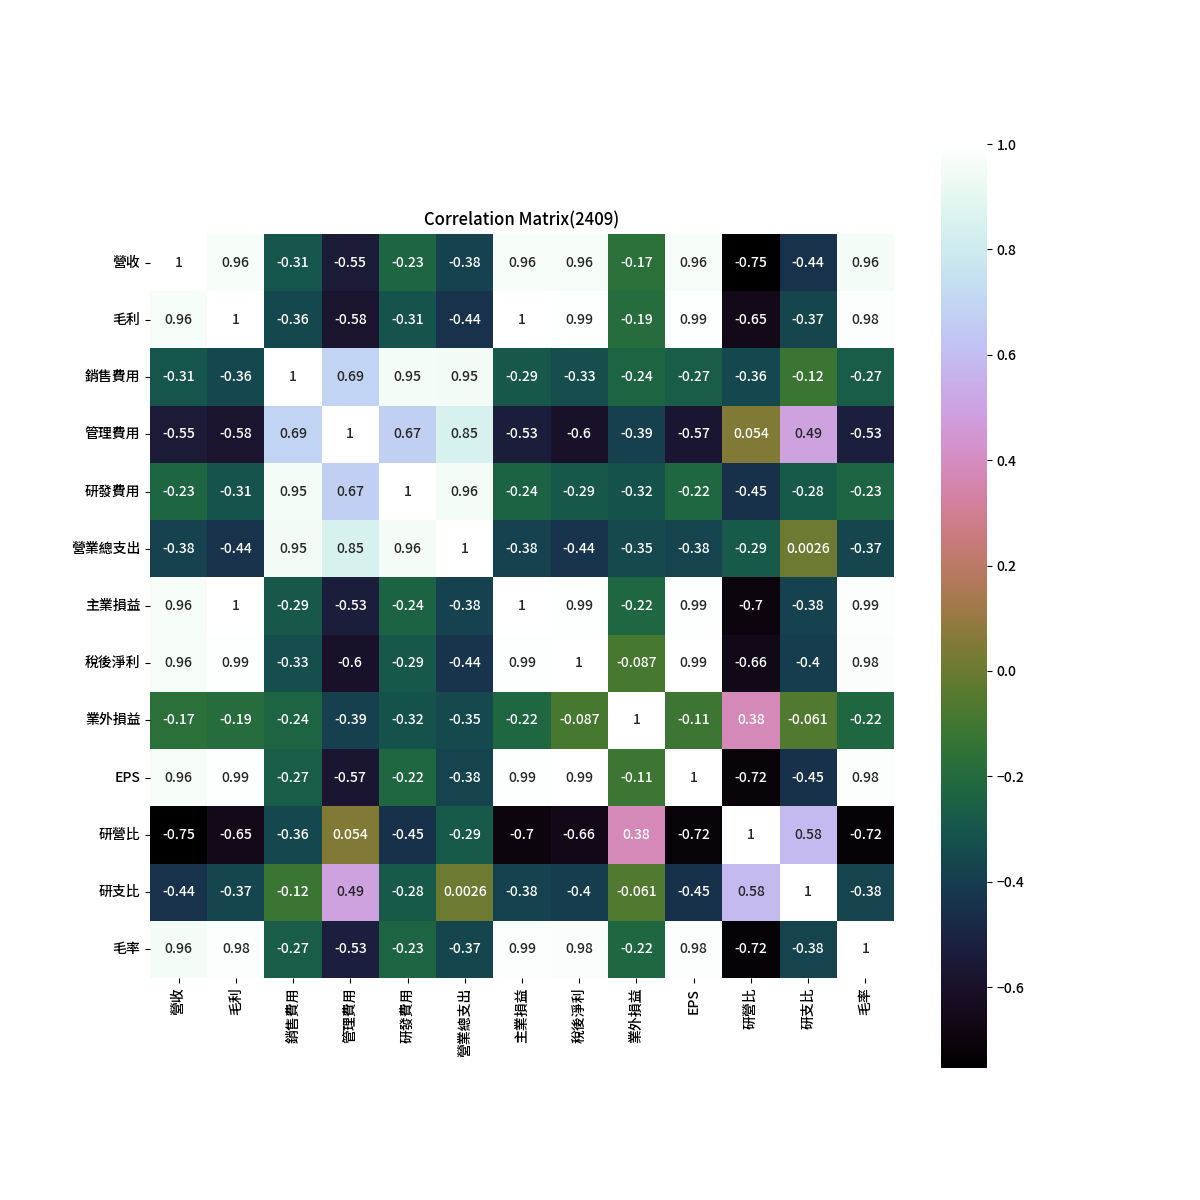 Correlation Matrix(2409)
營收 1 0.96 -0.31 -0.55 -0.23 -0.38 0.96 0.96 -0.17 0.96 -0.75 -0.44 0.96
毛利 0.96 1 -0.36 -0.58 -0.31 -0.44 1 0.99 -0.19 0.99 -0.65 -0.37 0.98
銷售費用 -0.31 -0.36 1 0.69 0.95 0.95 -0.29 -0.33 -0.24 -0.27 -0.36 -0.12 -0.27
管理費用 -0.55 -0.58 0.69 1 0.67 0.85 -0.53 -0.6 -0.39 -0.57 0.054 0.49 -0.53
研發費用 -0.23 -0.31 0.95 0.67 1 0.96 -0.24 -0.29 -0.32 -0.22 -0.45 -0.28 -0.23
營業總支出 -0.38 -0.44 0.95 0.85 0.96 1 -0.38 -0.44 -0.35 -0.38 -0.29 0.0026 -0.37
主業損益 0.96 1 -0.29 -0.53 -0.24 -0.38 1 0.99 -0.22 0.99 -0.7 -0.38 0.99
稅後淨利 0.96 0.99 -0.33 -0.6 -0.29 -0.44 0.99 1 -0.087 0.99 -0.66 -0.4 0.98
業外損益 -0.17 -0.19 -0.24 -0.39 -0.32 -0.35 -0.22 -0.087 1 -0.11 0.38 -0.061 -0.22
EPS 0.96 0.99 -0.27 -0.57 -0.22 -0.38 0.99 0.99 -0.11 1 -0.72 -0.45 0.98
研營比 -0.75 -0.65 -0.36 0.054 -0.45 -0.29 -0.7 -0.66 0.38 -0.72 1 0.58 -0.72
研支比 -0.44 -0.37 -0.12 0.49 -0.28 0.0026 -0.38 -0.4 -0.061 -0.45 0.58 1 -0.38
毛率 0.96 0.98 -0.27 -0.53 -0.23 -0.37 0.99 0.98 -0.22 0.98 -0.72 -0.38 1
營收 毛利 銷售費用 管理費用 研發費用 營業總支出 主業損益 稅後淨利 業外損益 EPS 研營比 研支比 毛率
1.0
0.8
0.6
0.4
0.2
0.0
−0.2
−0.4
−0.6